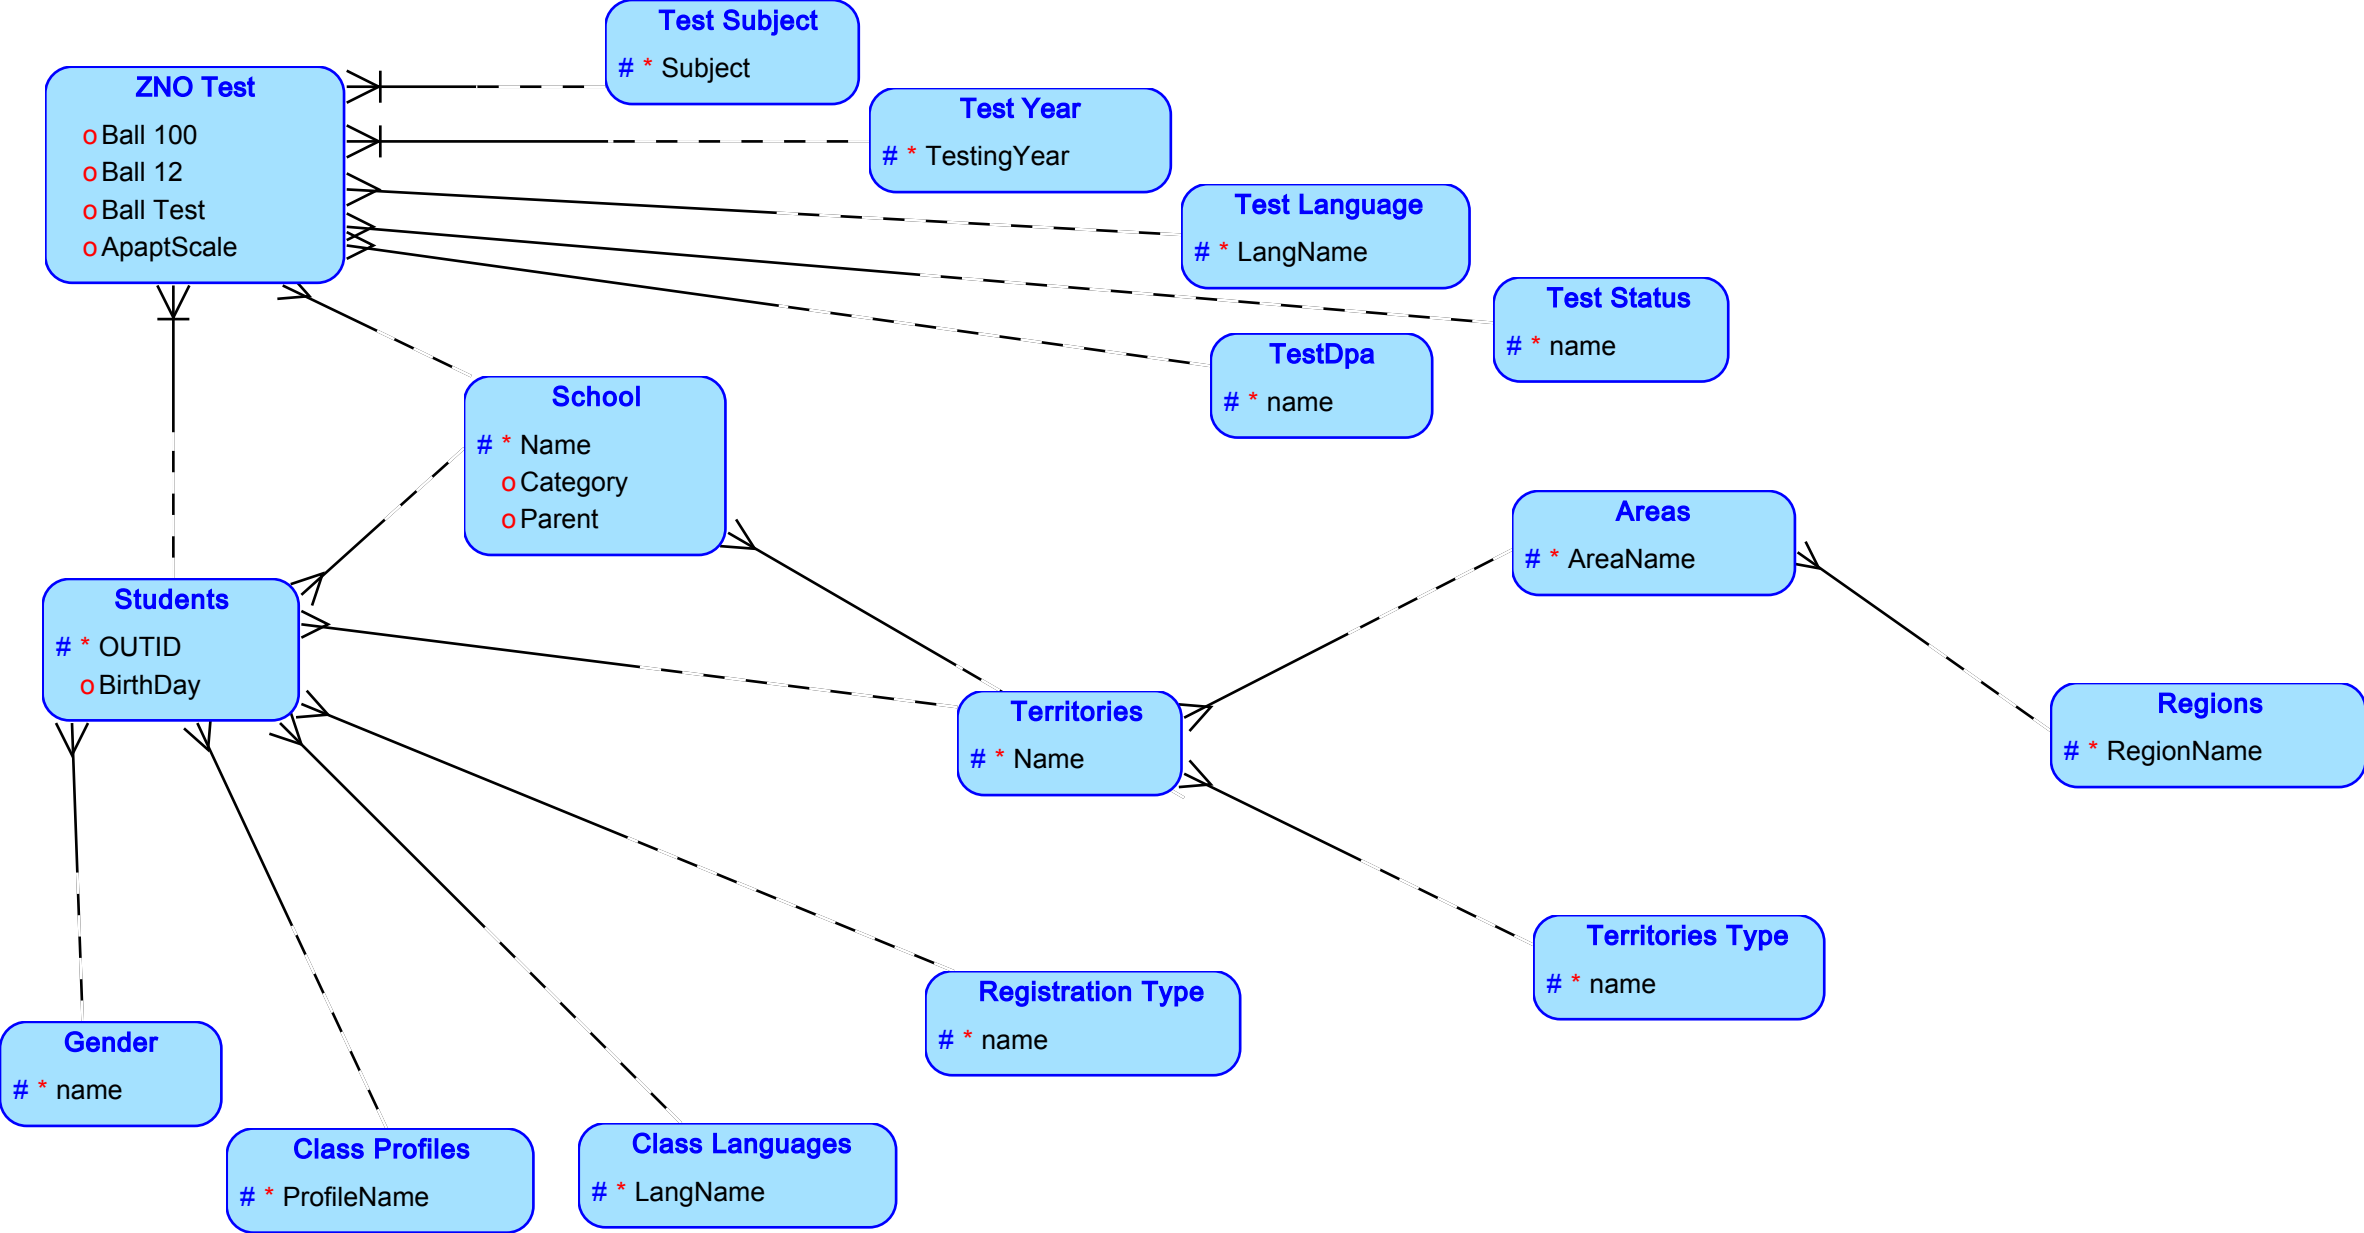 Test Subject
# * Subject
ZNO Test
o Ball 100
o Ball 12
o Ball Test
o ApaptScale
Test Year
# * TestingYear
Test Language
# * LangName
Test Status
# * name
TestDpa
# * name
School
# * Name
o Category
o Parent
Areas
# * AreaName
Students
# * OUTID
o BirthDay
Territories
# * Name
Regions
# * RegionName
Territories Type
# * name
Registration Type
# * name
Gender
# * name
Class Profiles
# * ProfileName
Class Languages
# * LangName